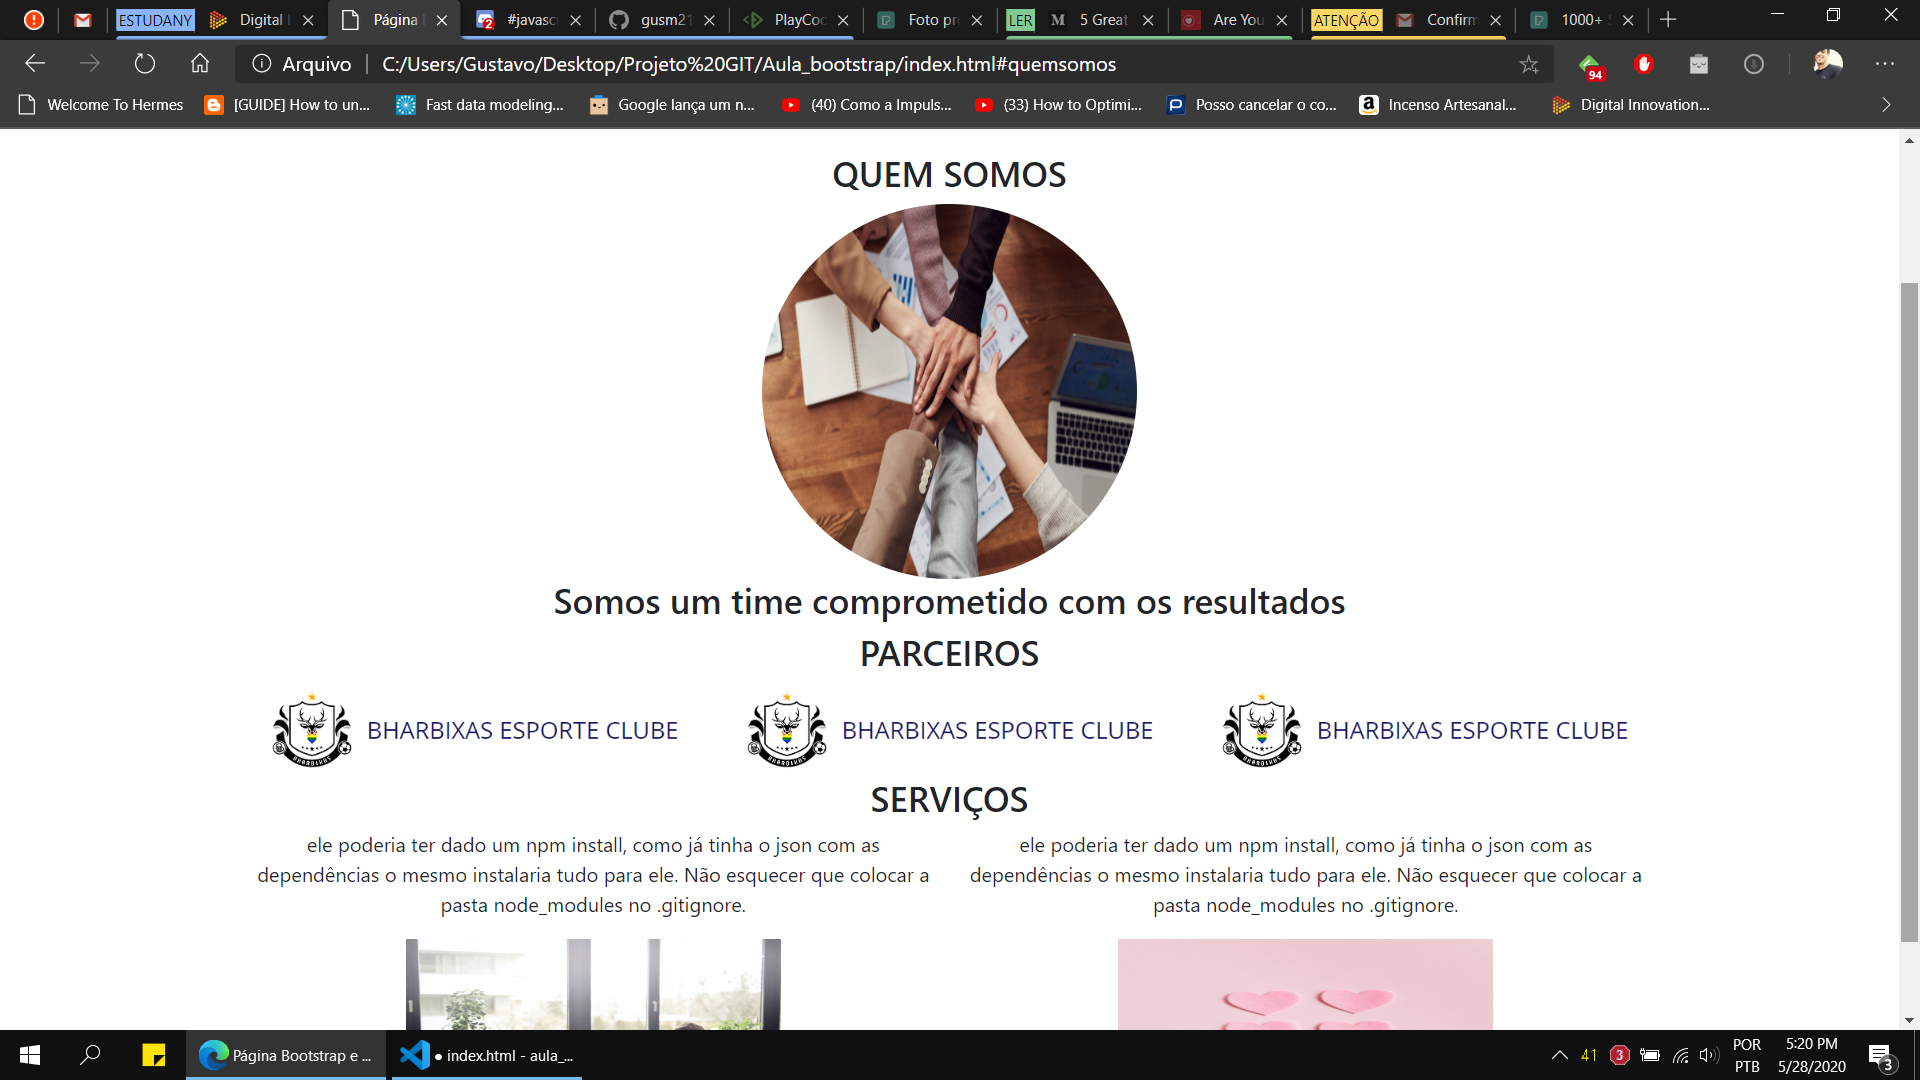 ESTUDANY
Digital I
Página I
#javasc
gusm21
PlayCod
Foto pr
LER
5 Great
Are You
ATENÇÃO
Confirm
1000+
Arquivo
C:/Users/Gustavo/Desktop/Projeto%20GIT/Aula_bootstrap/index.html#quemsomos
94
Welcome To Hermes
[GUIDE] How to un...
Fast data modeling...
Google lança um n...
(40) Como a Impuls...
(33) How to Optimi...
Posso cancelar o co...
Incenso Artesanal...
Digital Innovation...
QUEM SOMOS
Somos um time comprometido com os resultados
PARCEIROS
BHARBIXAS ESPORTE CLUBE
BHARBIXAS ESPORTE CLUBE
BHARBIXAS ESPORTE CLUBE
SERVIÇOS
ele poderia ter dado um npm install, como já tinha o json com as
dependências o mesmo instalaria tudo para ele. Não esquecer que colocar a
pasta node_modules no .gitignore.
ele poderia ter dado um npm install, como já tinha o json com as
dependências o mesmo instalaria tudo para ele. Não esquecer que colocar a
pasta node_modules no .gitignore.
Página Bootstrap e ...
● index.html - aula_...
41
3
POR
PTB
5:20 PM
5/28/2020
3